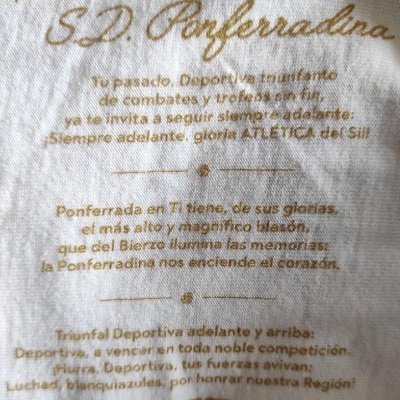 S.D. Ponferradina
Tu pasado, Deportiva triunfante
de combates y trofeos sin fin,
ya te invita a seguir siempre adelante:
¡Siempre adelante, gloria ATLÉTICA del Sil!
Ponferrada en Ti tiene, de sus glorias,
el más alto y magnífico blasón,
que del Bierzo ilumina las memorias:
la Ponferradina nos enciende el corazón.
Triunfal Deportiva adelante y arriba:
Deportiva, a vencer en toda noble competición.
¡Hurra, Deportiva, tus fuerzas avivan;
Luchad, blanquiazules, por honrar nuestra Región!